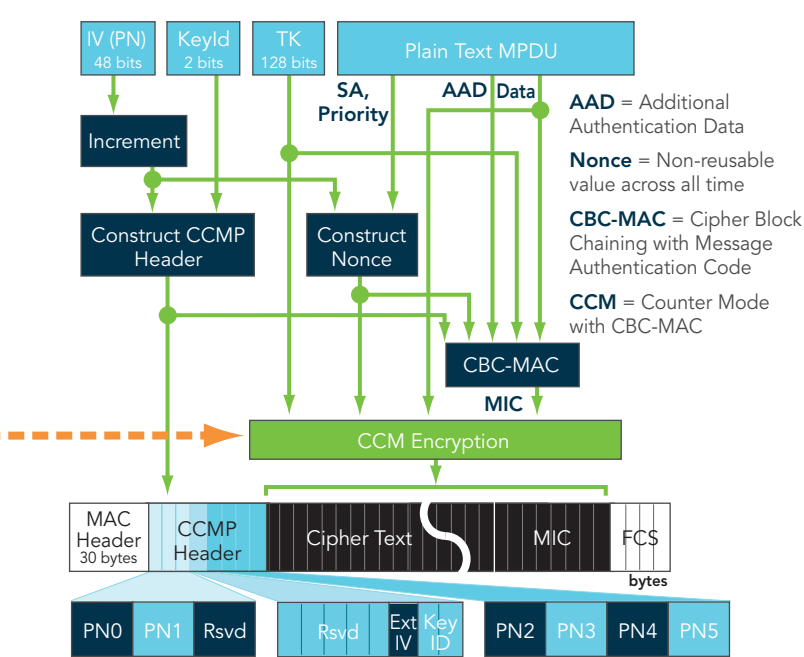 IV (PN)
48 bits
KeyId
2 bits
TK
128 bits
Plain Text MPDU
SA,
Priority
AAD
Data
AAD = Additional
Authentication Data
Nonce = Non-reusable
value across all time
CBC-MAC = Cipher Block
Chaining with Message
Authentication Code
CCM = Counter Mode
with CBC-MAC
Increment
Construct CCMP
Header
Construct
Nonce
CBC-MAC
MIC
CCM Encryption
MAC
Header
30 bytes
CCMP
Header
Cipher Text
MIC
FCS
bytes
PN0
PN1
Rsvd
Rsvd
Ext
IV
Key
ID
PN2
PN3
PN4
PN5